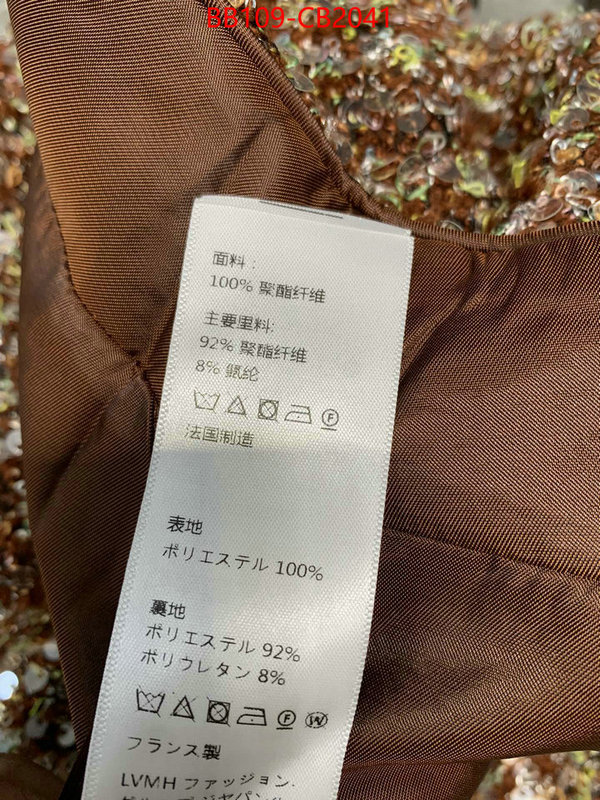 BB109-CB2041
面料：
100% 聚酯纤维
主要里料:
92% 聚酯纤维
8% 氨纶
F
法国制造
表地
ポリエステル 100%
裏地
ポリエステル 92%
ポリウレタン 8%
F W
フランス製
LVMH ファッション・